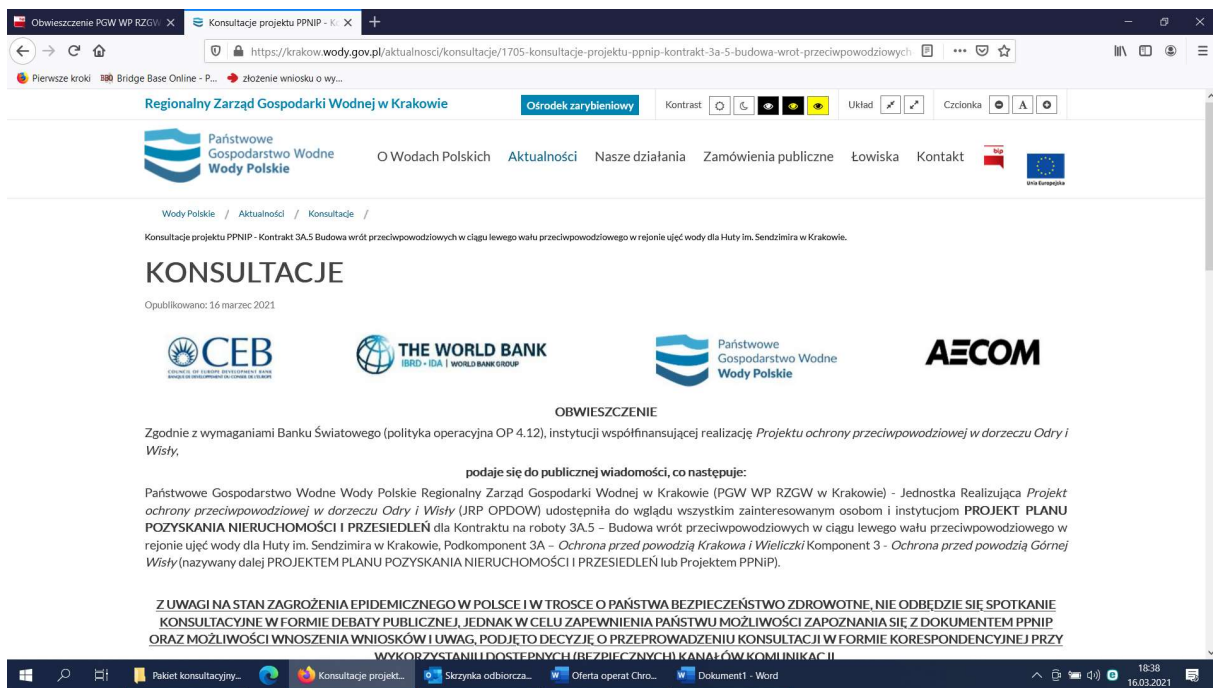 Obwieszczenie PGW WP RZGW
Konsultacje projektu PPNIP - Ko
https://krakow.wody.gov.pl/aktualnosci/konsultacje/1705-konsultacje-projektu-ppnip-kontrakt-3a-5-budowa-wrot-przeciwpowodziowych
Pierwsze kroki BBO Bridge Base Online - P... złożenie wniosku o wy...
Regionalny Zarząd Gospodarki Wodnej w Krakowie Ośrodek zarybieniowy Kontrast Układ Czcionka A
Państwowe
Gospodarstwo Wodne
Wody Polskie
O Wodach Polskich Aktualności Nasze działania Zamówienia publiczne Łowiska Kontakt bip
Unia Europejska
Wody Polskie / Aktualności / Konsultacje /
Konsultacje projektu PPNIP - Kontrakt 3A.5 Budowa wrót przeciwpowodziowych w ciągu lewego wału przeciwpowodziowego w rejonie ujęć wody dla Huty im. Sendzimira w Krakowie.
KONSULTACJE
Opublikowano: 16 marzec 2021
CEB
COUNCIL OF EUROPE DEVELOPMENT BANK
BANQUE DE DÉVELOPPEMENT DU CONSEIL DE L'EUROPE
THE WORLD BANK
IBRD • IDA | WORLD BANK GROUP
Państwowe
Gospodarstwo Wodne
Wody Polskie
AECOM
OBWIESZCZENIE
Zgodnie z wymaganiami Banku Światowego (polityka operacyjna OP 4.12), instytucji współfinansującej realizację Projektu ochrony przeciwpowodziowej w dorzeczu Odry i
Wisły,
podaje się do publicznej wiadomości, co następuje:
Państwowe Gospodarstwo Wodne Wody Polskie Regionalny Zarząd Gospodarki Wodnej w Krakowie (PGW WP RZGW w Krakowie) - Jednostka Realizująca Projekt
ochrony przeciwpowodziowej w dorzeczu Odry i Wisły (JRP OPDOW) udostępniła do wglądu wszystkim zainteresowanym osobom i instytucjom PROJEKT PLANU
POZYSKANIA NIERUCHOMOŚCI I PRZESIEDLEŃ dla Kontraktu na roboty 3A.5 – Budowa wrót przeciwpowodziowych w ciągu lewego wału przeciwpowodziowego w
rejonie ujęć wody dla Huty im. Sendzimira w Krakowie, Podkomponent 3A – Ochrona przed powodzią Krakowa i Wieliczki Komponent 3 - Ochrona przed powodzią Górnej
Wisły (nazywany dalej PROJEKTEM PLANU POZYSKANIA NIERUCHOMOŚCI I PRZESIEDLEŃ lub Projektem PPNiP).
Z UWAGI NA STAN ZAGROŻENIA EPIDEMICZNEGO W POLSCE I W TROSCE O PAŃSTWA BEZPIECZEŃSTWO ZDROWOTNE, NIE ODBĘDZIE SIĘ SPOTKANIE
KONSULTACYJNE W FORMIE DEBATY PUBLICZNEJ, JEDNAK W CELU ZAPEWNIENIA PAŃSTWU MOŻLIWOŚCI ZAPOZNANIA SIĘ Z DOKUMENTEM PPNIP
ORAZ MOŻLIWOŚCI WNOSZENIA WNIOSKÓW I UWAG, PODJĘTO DECYZJĘ O PRZEPROWADZENIU KONSULTACJI W FORMIE KORESPONDENCYJNEJ PRZY
WYKORZYSTANIU DOSTĘPNYCH (BEZPIECZNYCH) KANAŁÓW KOMUNIKACJI
Pakiet konsultacyjny... Konsultacje projekt... Skrzynka odbiorcza... Oferta operat Chro... Dokument1 - Word
18:38
16.03.2021